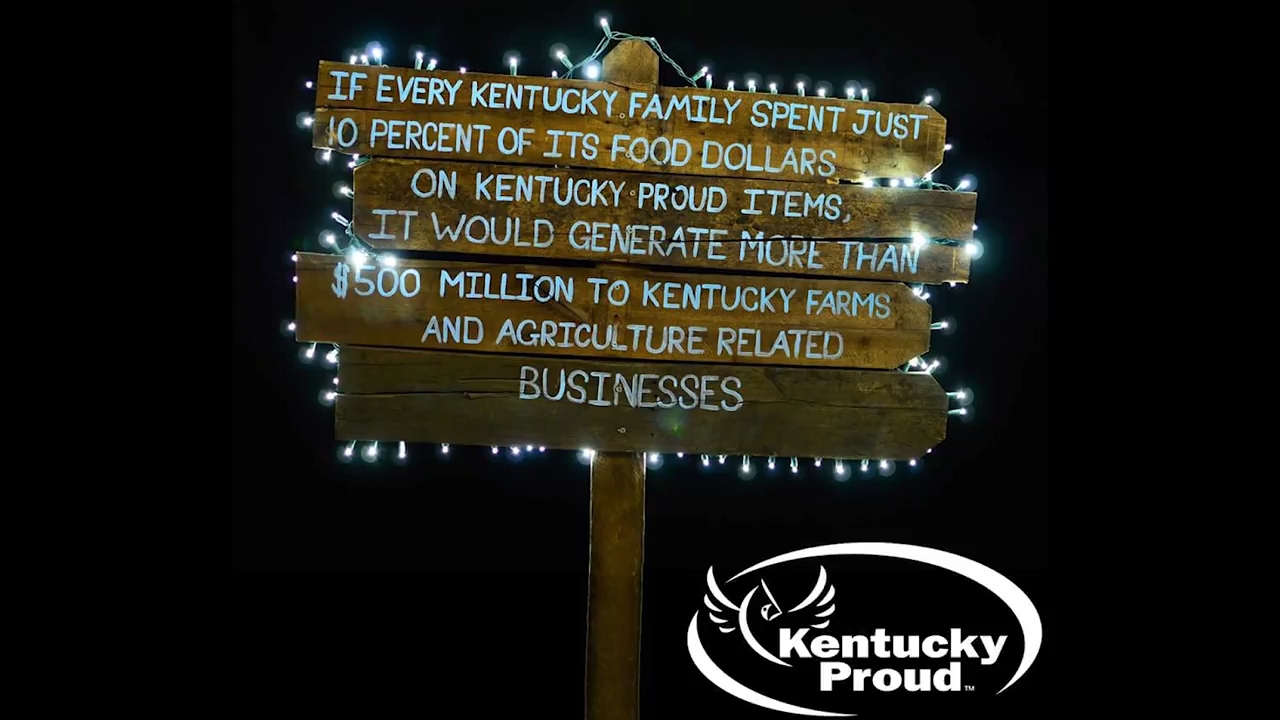 IF EVERY KENTUCKY FAMILY SPENT JUST
10 PERCENT OF ITS FOOD DOLLARS
ON KENTUCKY PROUD ITEMS,
IT WOULD GENERATE MORE THAN
$500 MILLION TO KENTUCKY FARMS
AND AGRICULTURE RELATED
BUSINESSES
Kentucky
Proud™